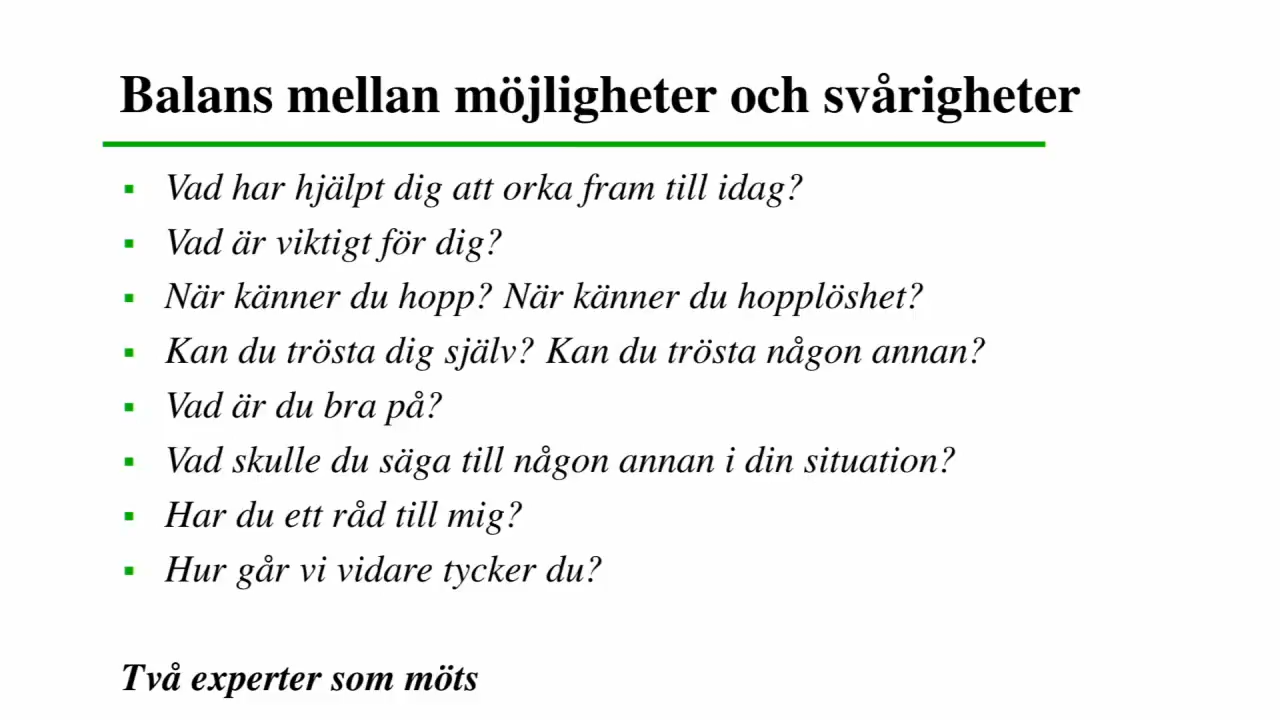 Balans mellan möjligheter och svårigheter
▪ Vad har hjälpt dig att orka fram till idag?
▪ Vad är viktigt för dig?
▪ När känner du hopp? När känner du hopplöshet?
▪ Kan du trösta dig själv? Kan du trösta någon annan?
▪ Vad är du bra på?
▪ Vad skulle du säga till någon annan i din situation?
▪ Har du ett råd till mig?
▪ Hur går vi vidare tycker du?
Två experter som möts